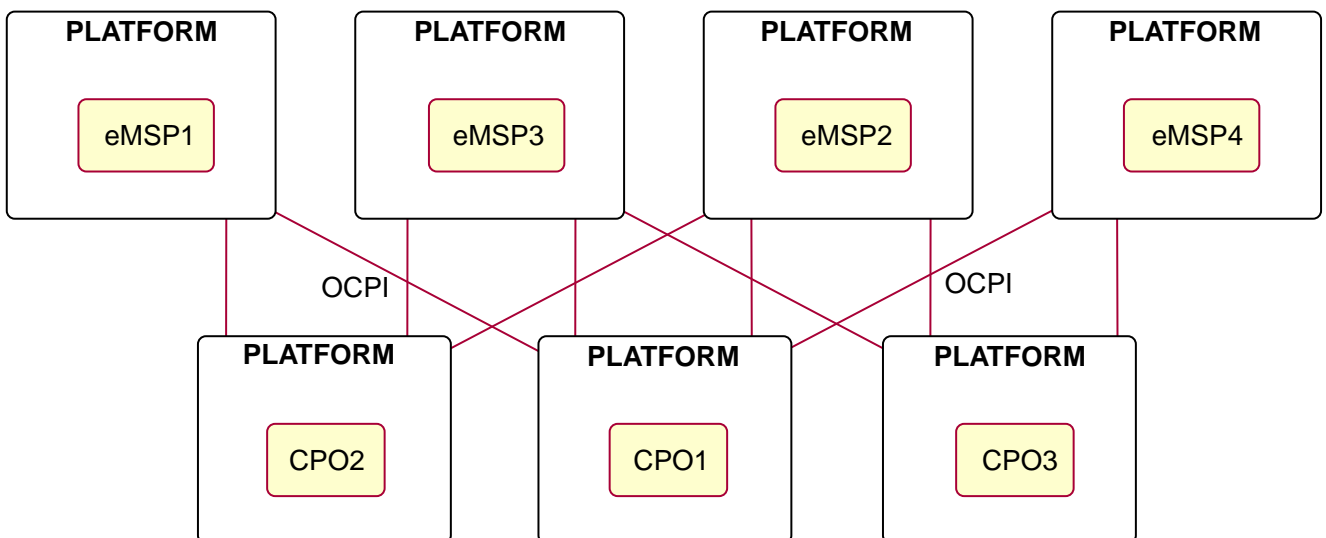 PLATFORM
PLATFORM
PLATFORM
PLATFORM
eMSP1
eMSP3
eMSP2
eMSP4
OCPI
OCPI
PLATFORM
PLATFORM
PLATFORM
CPO2
CPO1
CPO3